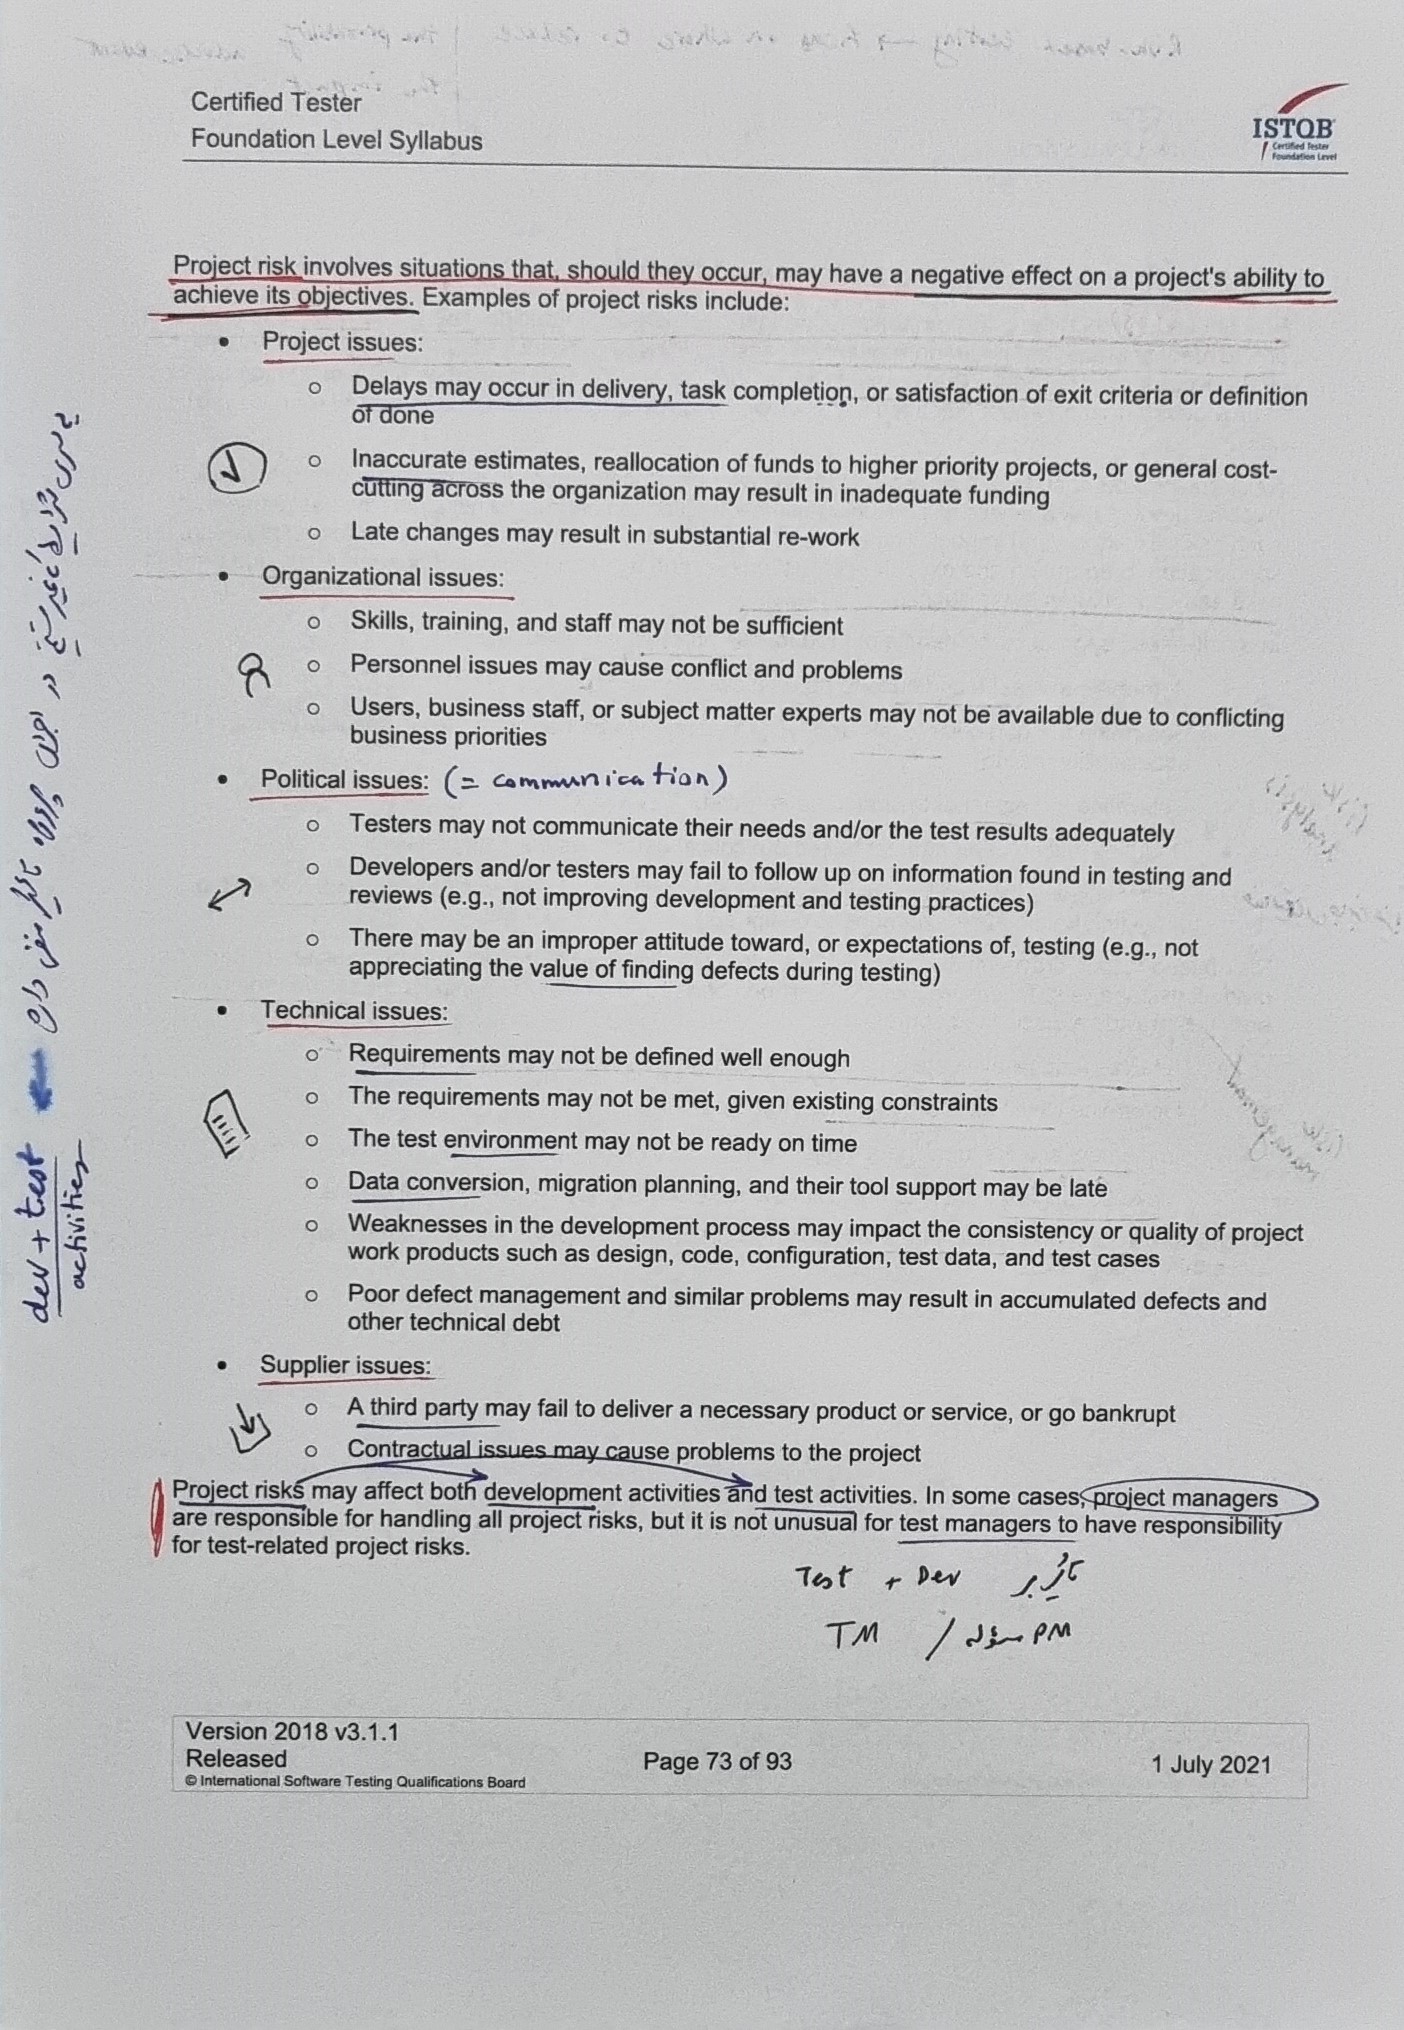 Certified Tester
Foundation Level Syllabus
ISTQB
Certified Tester
Foundation Level
Project risk involves situations that, should they occur, may have a negative effect on a project's ability to
achieve its objectives. Examples of project risks include:
• Project issues:
o Delays may occur in delivery, task completion, or satisfaction of exit criteria or definition
of done
o Inaccurate estimates, reallocation of funds to higher priority projects, or general cost-
cutting across the organization may result in inadequate funding
o Late changes may result in substantial re-work
• Organizational issues:
o Skills, training, and staff may not be sufficient
o Personnel issues may cause conflict and problems
o Users, business staff, or subject matter experts may not be available due to conflicting
business priorities
• Political issues: (= communication)
o Testers may not communicate their needs and/or the test results adequately
o Developers and/or testers may fail to follow up on information found in testing and
reviews (e.g., not improving development and testing practices)
o There may be an improper attitude toward, or expectations of, testing (e.g., not
appreciating the value of finding defects during testing)
• Technical issues:
o Requirements may not be defined well enough
o The requirements may not be met, given existing constraints
o The test environment may not be ready on time
o Data conversion, migration planning, and their tool support may be late
o Weaknesses in the development process may impact the consistency or quality of project
work products such as design, code, configuration, test data, and test cases
o Poor defect management and similar problems may result in accumulated defects and
other technical debt
• Supplier issues:
o A third party may fail to deliver a necessary product or service, or go bankrupt
o Contractual issues may cause problems to the project
Project risks may affect both development activities and test activities. In some cases, project managers
are responsible for handling all project risks, but it is not unusual for test managers to have responsibility
for test-related project risks.
تاثیر بر Test + Dev
PM مسئول / TM
در اجرای پروژه تاثیر منفی دارد
dev + test
activities
Version 2018 v3.1.1
Released
© International Software Testing Qualifications Board
Page 73 of 93
1 July 2021